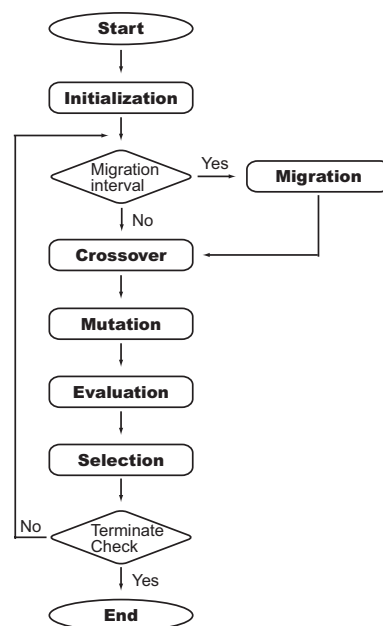 Start
Initialization
Migration
interval
Yes
Migration
No
Crossover
Mutation
Evaluation
Selection
No
Terminate
Check
Yes
End